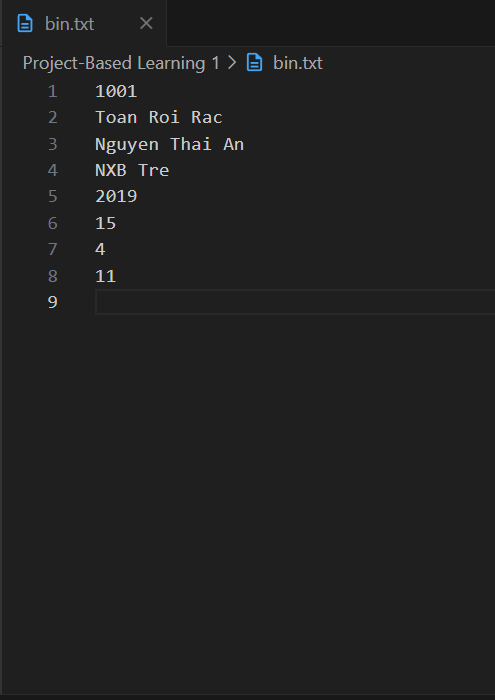 bin.txt
Project-Based Learning 1 > bin.txt
1 1001
2 Toan Roi Rac
3 Nguyen Thai An
4 NXB Tre
5 2019
6 15
7 4
8 11
9